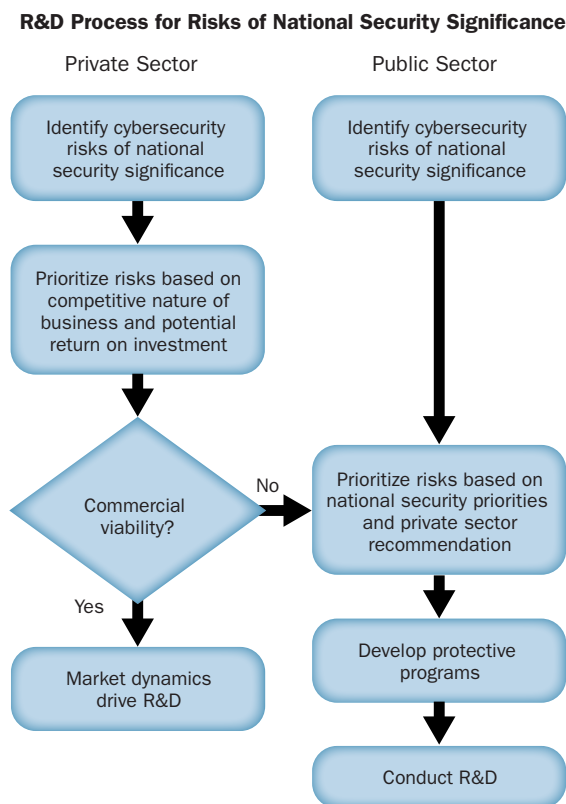 R&D Process for Risks of National Security Significance
Private Sector
Public Sector
Identify cybersecurity
risks of national
security significance
Identify cybersecurity
risks of national
security significance
Prioritize risks based on
competitive nature of
business and potential
return on investment
Commercial
viability?
No
Prioritize risks based on
national security priorities
and private sector
recommendation
Yes
Market dynamics
drive R&D
Develop protective
programs
Conduct R&D